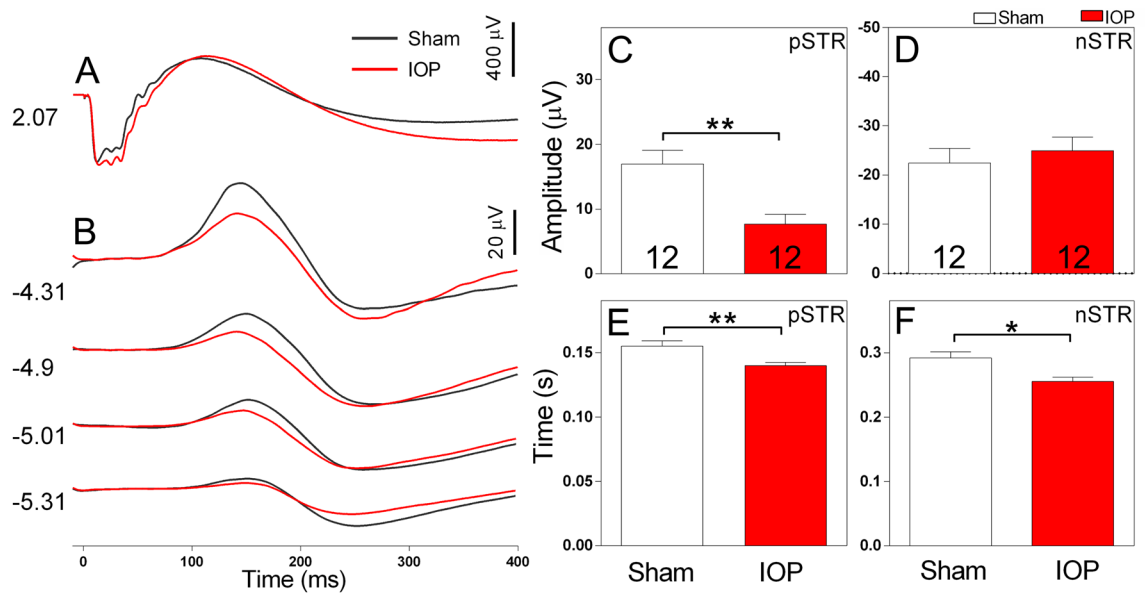 A
Sham
IOP
400 µV
2.07
B
20 µV
-4.31
-4.9
-5.01
-5.31
0 100 200 300 400
Time (ms)
Sham IOP
C pSTR
Amplitude (µV)
30
20
10
0
**
12 12
D nSTR
-50
-40
-30
-20
-10
0
12 12
E pSTR
Time (s)
0.15
0.10
0.05
0.00
**
Sham IOP
F nSTR
0.3
0.2
0.1
0.0
*
Sham IOP